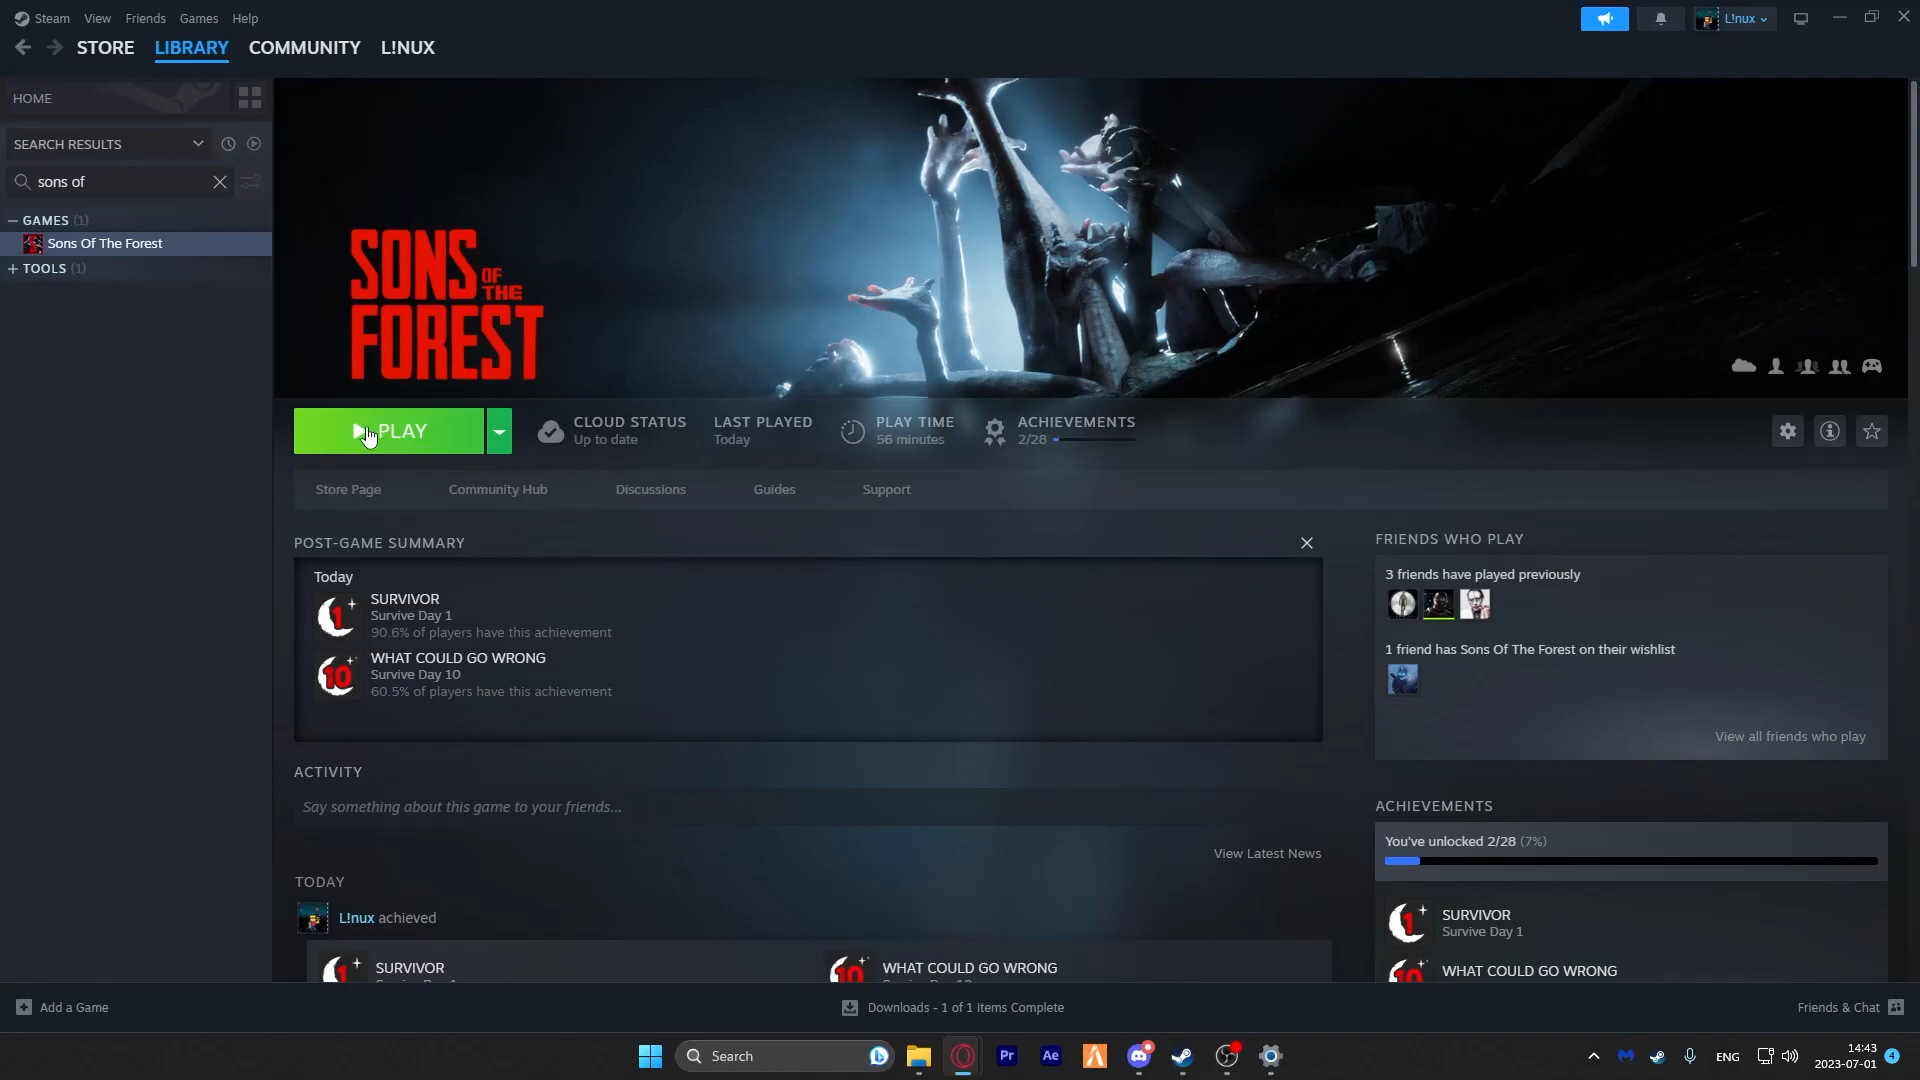 Steam View Friends Games Help
L!nux
STORE LIBRARY COMMUNITY L!NUX
HOME
SEARCH RESULTS
sons of
GAMES (1)
Sons Of The Forest
TOOLS (1)
SONS OF THE FOREST
PLAY
CLOUD STATUS
Up to date
LAST PLAYED
Today
PLAY TIME
56 minutes
ACHIEVEMENTS
2/28
Store Page Community Hub Discussions Guides Support
POST-GAME SUMMARY
Today
1
SURVIVOR
Survive Day 1
90.6% of players have this achievement
10
WHAT COULD GO WRONG
Survive Day 10
60.5% of players have this achievement
FRIENDS WHO PLAY
3 friends have played previously
1 friend has Sons Of The Forest on their wishlist
View all friends who play
ACTIVITY
Say something about this game to your friends...
View Latest News
TODAY
L!nux achieved
1
SURVIVOR
10
WHAT COULD GO WRONG
ACHIEVEMENTS
You've unlocked 2/28 (7%)
1
SURVIVOR
Survive Day 1
10
WHAT COULD GO WRONG
Add a Game
Downloads - 1 of 1 Items Complete
Friends & Chat
Search
Pr
Ae
ENG
14:43
2023-07-01
4